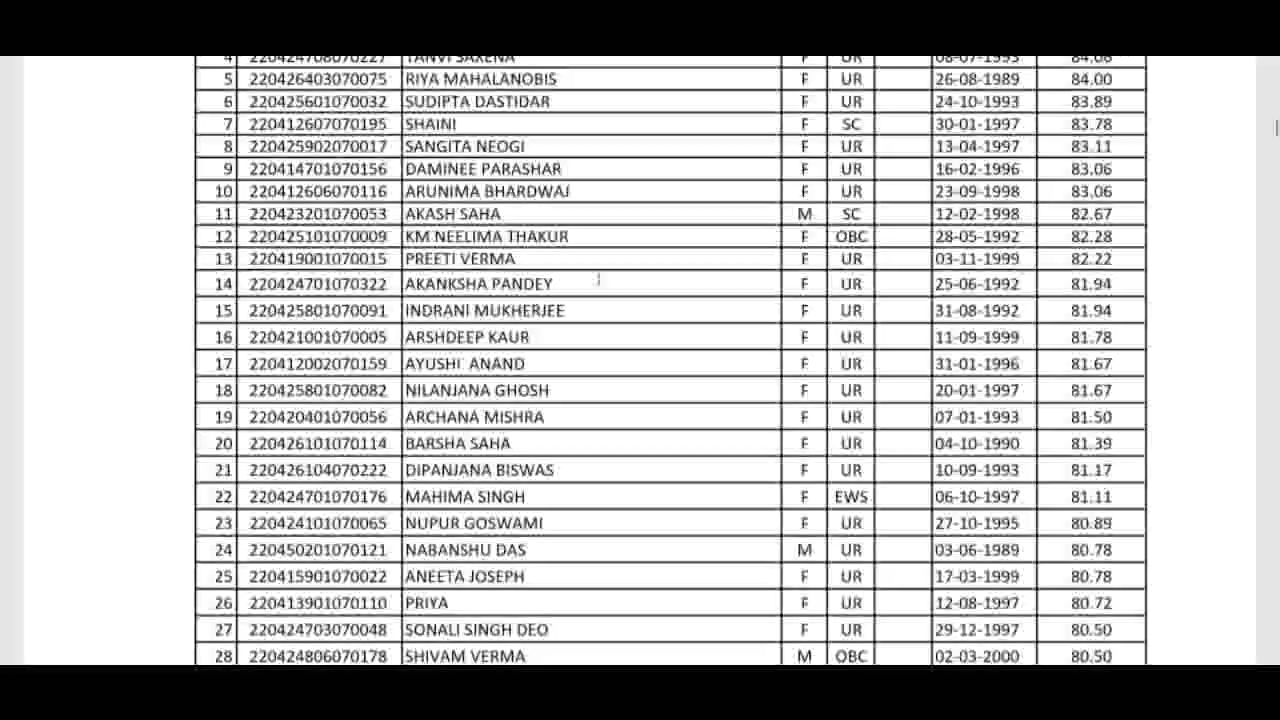 4 220424708070227 TANVI SAXENA F UR 08-07-1993 84.06
5 220426403070075 RIYA MAHALANOBIS F UR 26-08-1989 84.00
6 220425601070032 SUDIPTA DASTIDAR F UR 24-10-1993 83.89
7 220412607070195 SHAINI F SC 30-01-1997 83.78
8 220425902070017 SANGITA NEOGI F UR 13-04-1997 83.11
9 220414701070156 DAMINEE PARASHAR F UR 16-02-1996 83.06
10 220412606070116 ARUNIMA BHARDWAJ F UR 23-09-1998 83.06
11 220423201070053 AKASH SAHA M SC 12-02-1998 82.67
12 220425101070009 KM NEELIMA THAKUR F OBC 28-05-1992 82.28
13 220419001070015 PREETI VERMA F UR 03-11-1999 82.22
14 220424701070322 AKANKSHA PANDEY F UR 25-06-1992 81.94
15 220425801070091 INDRANI MUKHERJEE F UR 31-08-1992 81.94
16 220421001070005 ARSHDEEP KAUR F UR 11-09-1999 81.78
17 220412002070159 AYUSHI ANAND F UR 31-01-1996 81.67
18 220425801070082 NILANJANA GHOSH F UR 20-01-1997 81.67
19 220420401070056 ARCHANA MISHRA F UR 07-01-1993 81.50
20 220426101070114 BARSHA SAHA F UR 04-10-1990 81.39
21 220426104070222 DIPANJANA BISWAS F UR 10-09-1993 81.17
22 220424701070176 MAHIMA SINGH F EWS 06-10-1997 81.11
23 220424101070065 NUPUR GOSWAMI F UR 27-10-1995 80.89
24 220450201070121 NABANSHU DAS M UR 03-06-1989 80.78
25 220415901070022 ANEETA JOSEPH F UR 17-03-1999 80.78
26 220413901070110 PRIYA F UR 12-08-1997 80.72
27 220424703070048 SONALI SINGH DEO F UR 29-12-1997 80.50
28 220424806070178 SHIVAM VERMA M OBC 02-03-2000 80.50